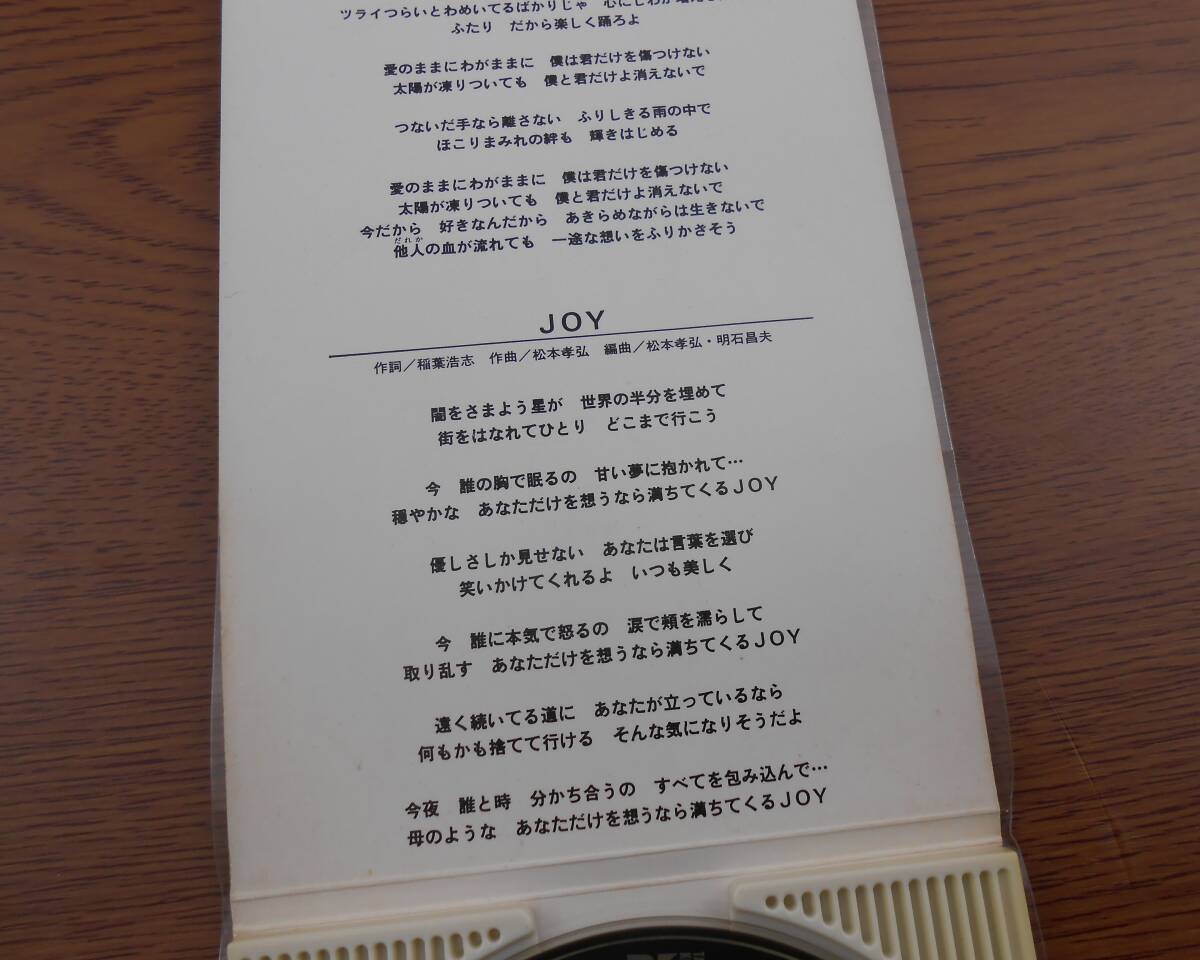 ツライつらいとわめいてるばかりじゃ
ふたり　だから楽しく踊ろよ
愛のままにわがままに　僕は君だけを傷つけない
太陽が凍りついても　僕と君だけよ消えないで
つないだ手なら離さない　ふりしきる雨の中で
ほこりまみれの絆も　輝きはじめる
愛のままにわがままに　僕は君だけを傷つけない
太陽が凍りついても　僕と君だけよ消えないで
今だから　好きなんだから　あきらめながらは生きないで
だれか
他人の血が流れても　一途な想いをふりかざそう
JOY
作詞／稲葉浩志　作曲／松本孝弘　編曲／松本孝弘・明石昌夫
闇をさまよう星が　世界の半分を埋めて
街をはなれてひとり　どこまで行こう
今　誰の胸で眠るの　甘い夢に抱かれて…
穏やかな　あなただけを想うなら満ちてくるJOY
優しさしか見せない　あなたは言葉を選び
笑いかけてくれるよ　いつも美しく
今　誰に本気で怒るの　涙で頬を濡らして
取り乱す　あなただけを想うなら満ちてくるJOY
遠く続いてる道に　あなたが立っているなら
何もかも捨てて行ける　そんな気になりそうだよ
今夜　誰と時　分かち合うの　すべてを包み込んで…
母のような　あなただけを想うなら満ちてくるJOY